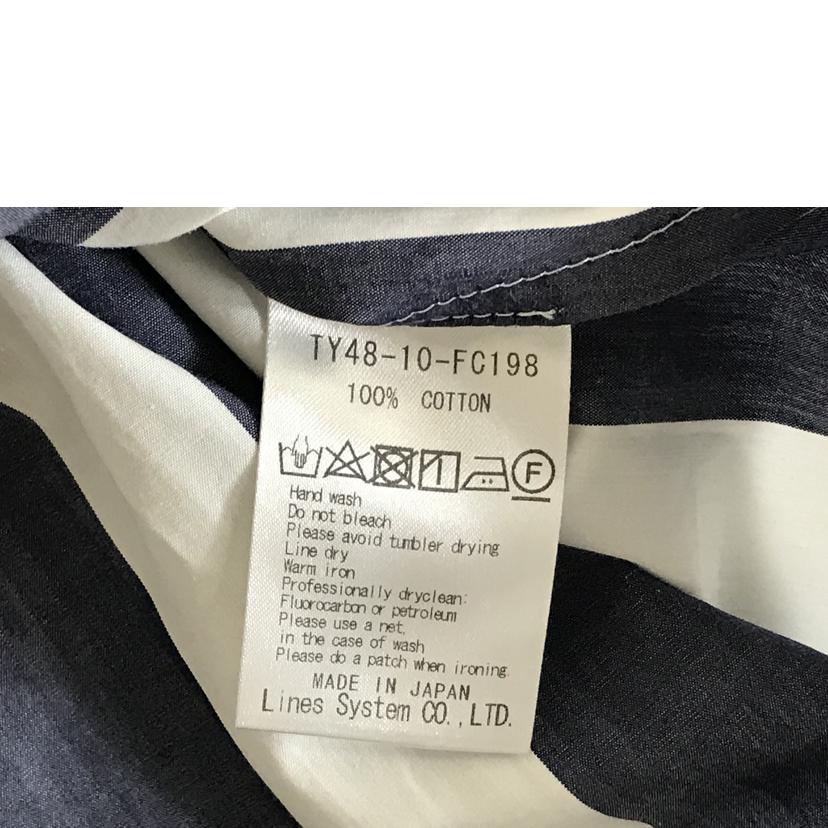 TY48-10-FC198
100% COTTON
F
Hand wash
Do not bleach
Please avoid tumbler drying
Line dry
Warm iron
Professionally dryclean:
Fluorocarbon or petroleum
Please use a net,
in the case of wash
Please do a patch when ironing.
MADE IN JAPAN
Lines System CO.,LTD.